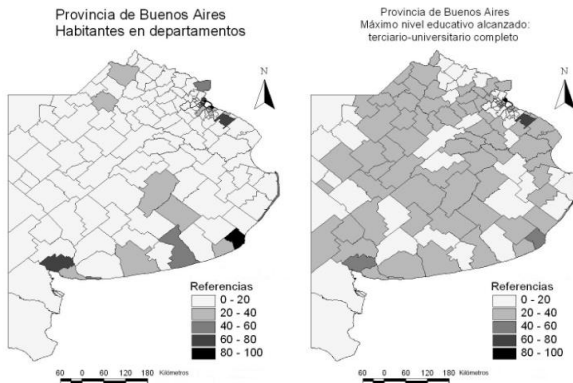 Provincia de Buenos Aires
Habitantes en departamentos
N
Referencias
0 - 20
20 - 40
40 - 60
60 - 80
80 - 100
60 0 60 120 180 Kilómetros
Provincia de Buenos Aires
Máximo nivel educativo alcanzado:
terciario-universitario completo
N
Referencias
0 - 20
20 - 40
40 - 60
60 - 80
80 - 100
60 0 60 120 180 Kilómetros